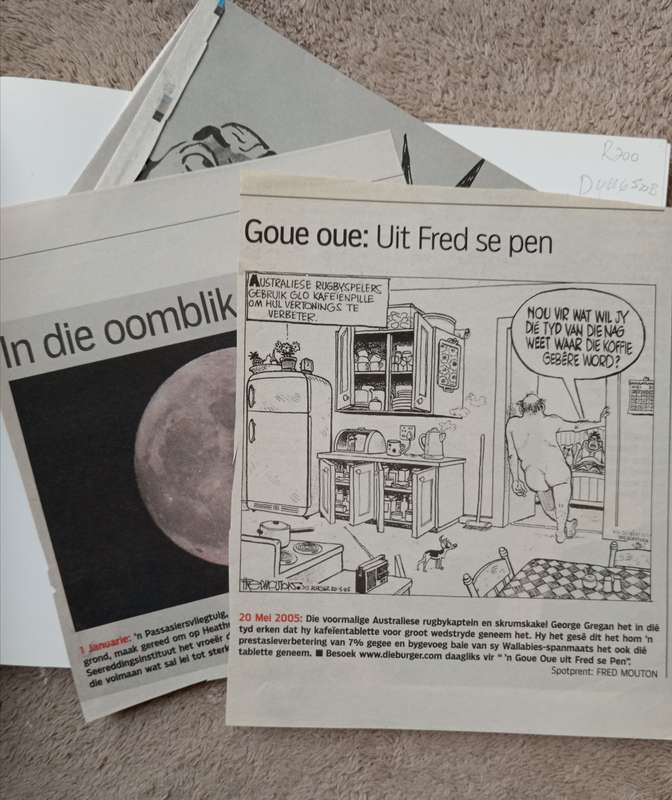 R200
Goue oue: Uit Fred se pen
AUSTRALIESE RUGBYSPELERS
GEBRUIK GLO KAFEÏENPILLE
OM HUL VERTONINGS TE
VERBETER.
NOU VIR WAT WIL JY
DIÉ TYD VAN DIE NAG
WEET WAAR DIE KOFFIE
GEBÊRE WORD?
FRED MOUTON
20 Mei 2005: Die voormalige Australiese rugbykaptein en skrumskakel George Gregan het in dié
tyd erken dat hy kafeïentablette voor groot wedstryde geneem het. Hy het gesê dit het hom 'n
prestasieverbetering van 7% gegee en bygevoeg baie van sy Wallabies-spanmaats het ook dié
tablette geneem. ■ Besoek www.dieburger.com daagliks vir " 'n Goue Oue uit Fred se Pen".
Spotprent: FRED MOUTON
In die oomblik
1 Januarie: 'n Passasiersvliegtuig,
grond, maak gereed om op Heathr
Seereddingsinstituut het vroeër d
die volmaan wat sal lei tot sterk